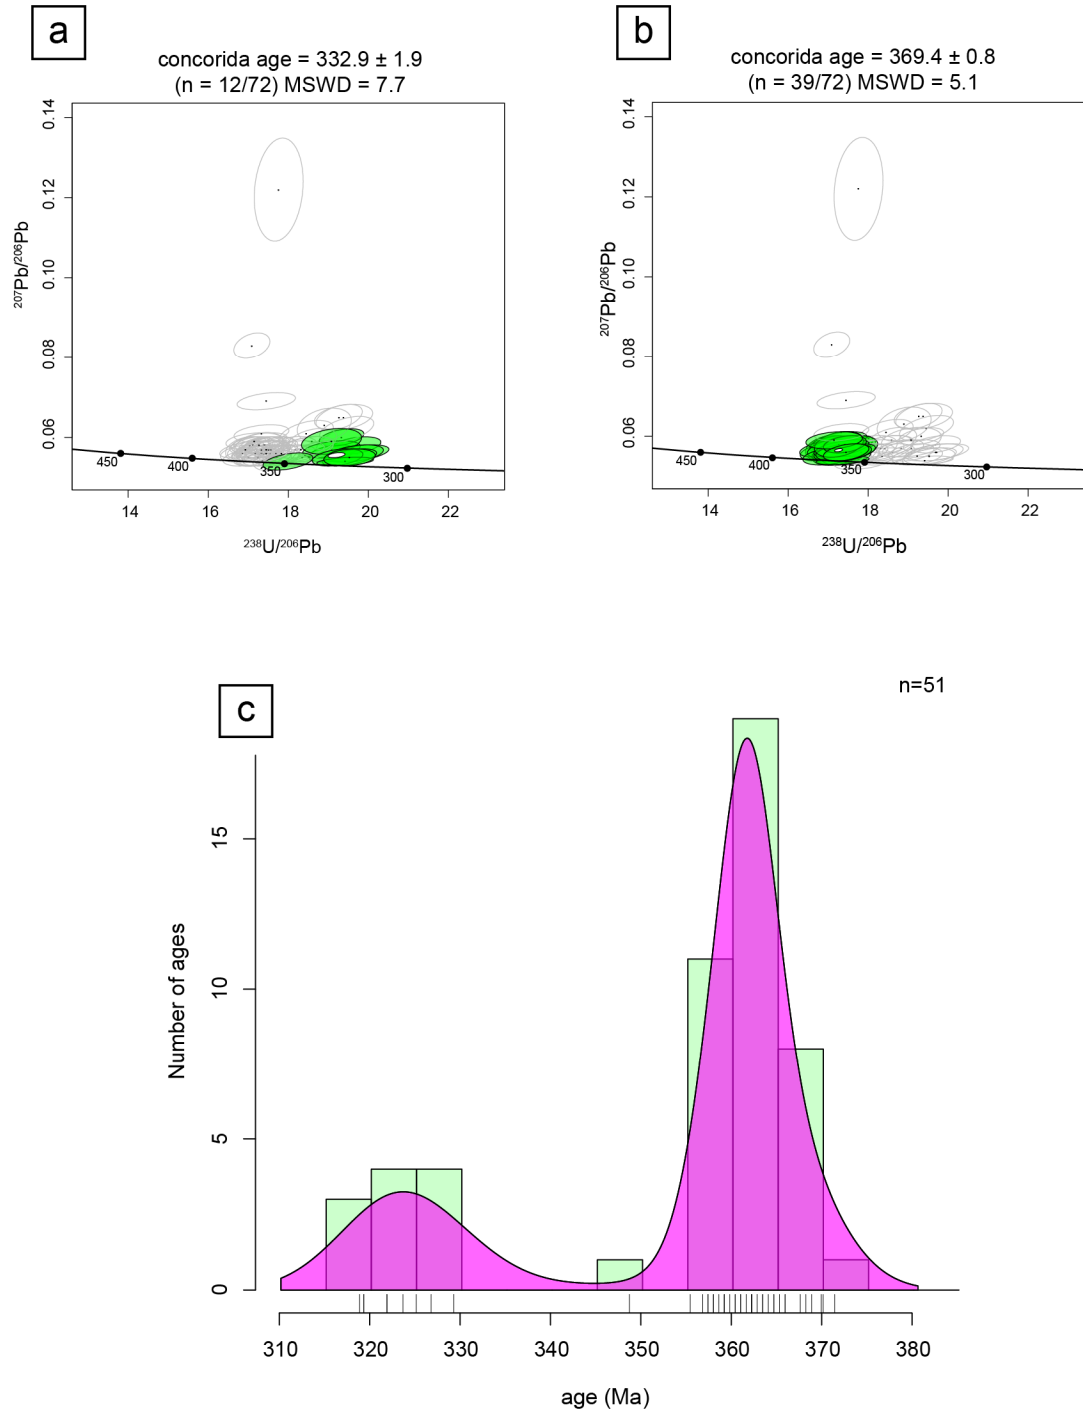 a
concorida age = 332.9 ± 1.9
(n = 12/72) MSWD = 7.7
0.14
0.12
0.10
0.08
0.06
²⁰⁷Pb/²⁰⁶Pb
450
400
350
300
14 16 18 20 22
²³⁸U/²⁰⁶Pb
b
concorida age = 369.4 ± 0.8
(n = 39/72) MSWD = 5.1
0.14
0.12
0.10
0.08
0.06
²⁰⁷Pb/²⁰⁶Pb
450
400
350
300
14 16 18 20 22
²³⁸U/²⁰⁶Pb
c
n=51
15
10
5
0
Number of ages
310 320 330 340 350 360 370 380
age (Ma)